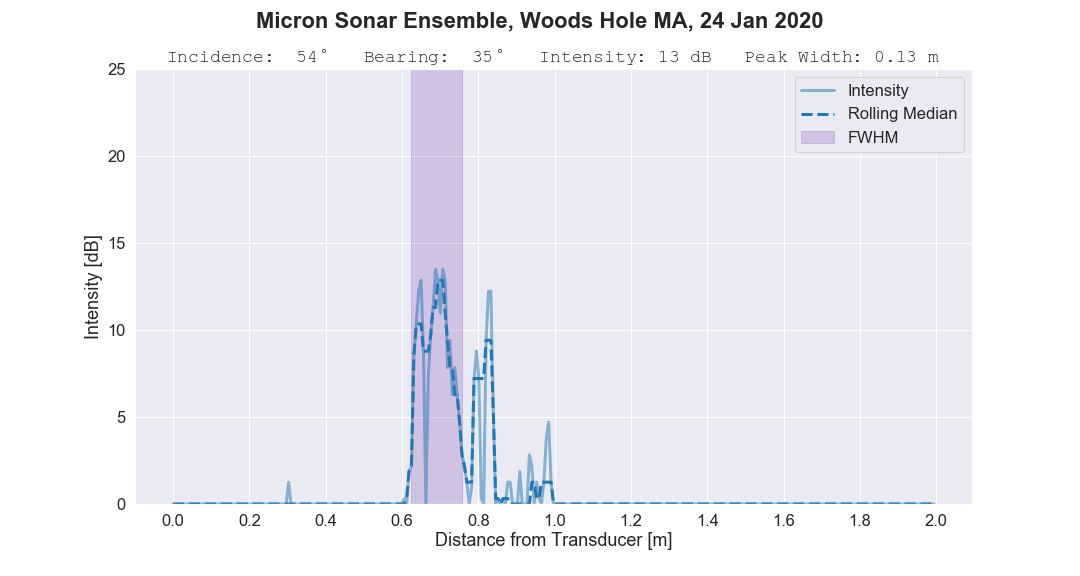 Micron Sonar Ensemble, Woods Hole MA, 24 Jan 2020
Incidence:  54˚   Bearing:  35˚   Intensity: 13 dB   Peak Width: 0.13 m
Intensity
Rolling Median
FWHM
Intensity [dB]
25
20
15
10
5
0
0.0 0.2 0.4 0.6 0.8 1.0 1.2 1.4 1.6 1.8 2.0
Distance from Transducer [m]